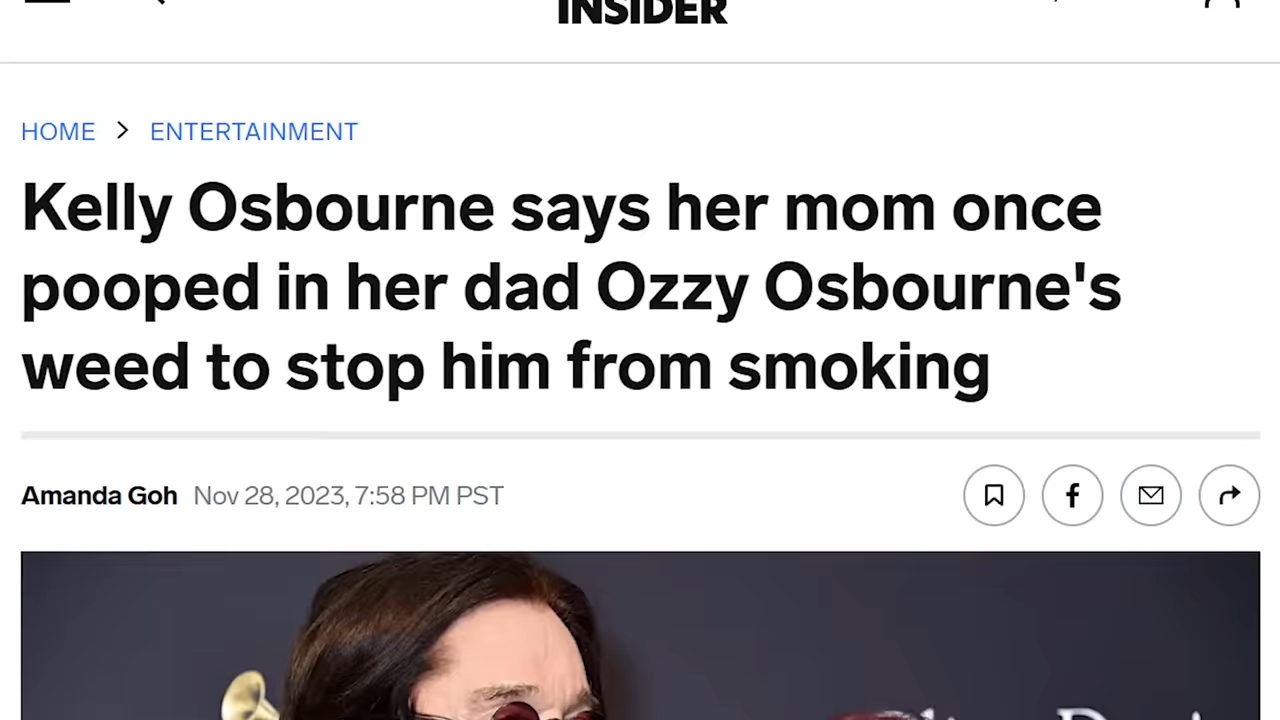 INSIDER
HOME > ENTERTAINMENT
Kelly Osbourne says her mom once
pooped in her dad Ozzy Osbourne's
weed to stop him from smoking
Amanda Goh Nov 28, 2023, 7:58 PM PST